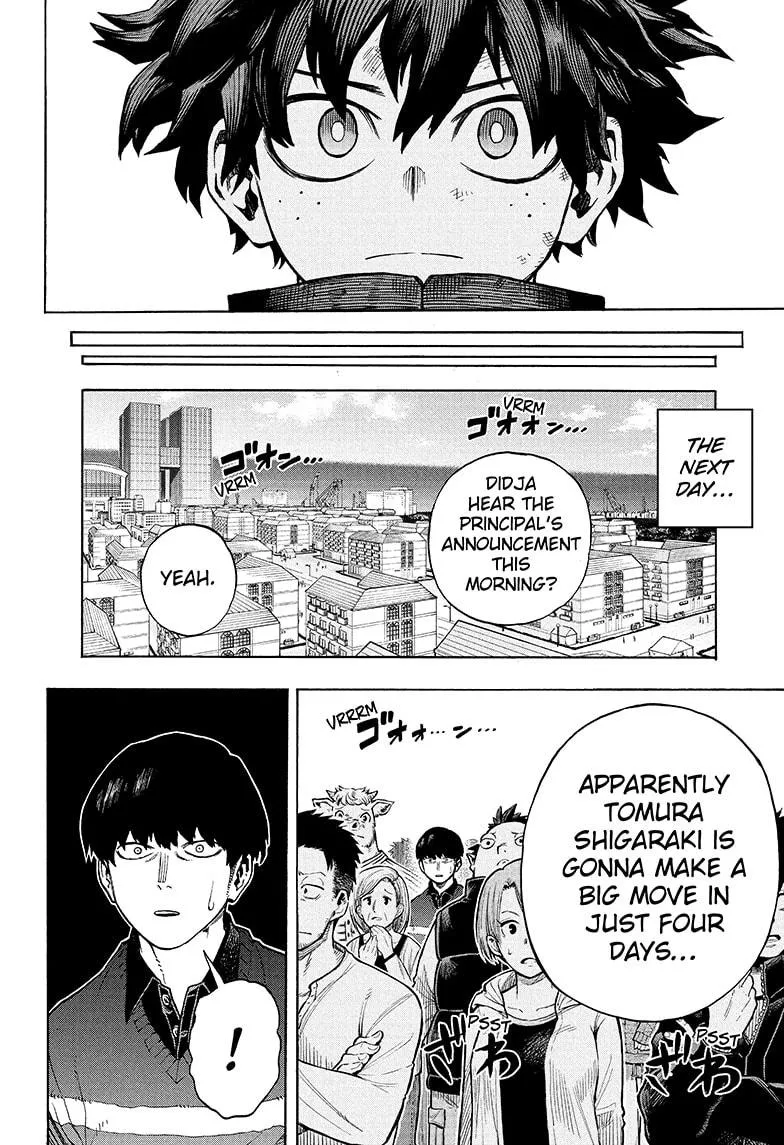 THE
NEXT
DAY...
VRRM
ゴオォン...
DIDJA
HEAR THE
PRINCIPAL'S
ANNOUNCEMENT
THIS
MORNING?
ゴオン...
VRRM
YEAH.
APPARENTLY
TOMURA
SHIGARAKI IS
GONNA MAKE A
BIG MOVE IN
JUST FOUR
DAYS...
VRRRM
ゴオォ...ン...
PSST
ざわ
PSST
ざわ
!